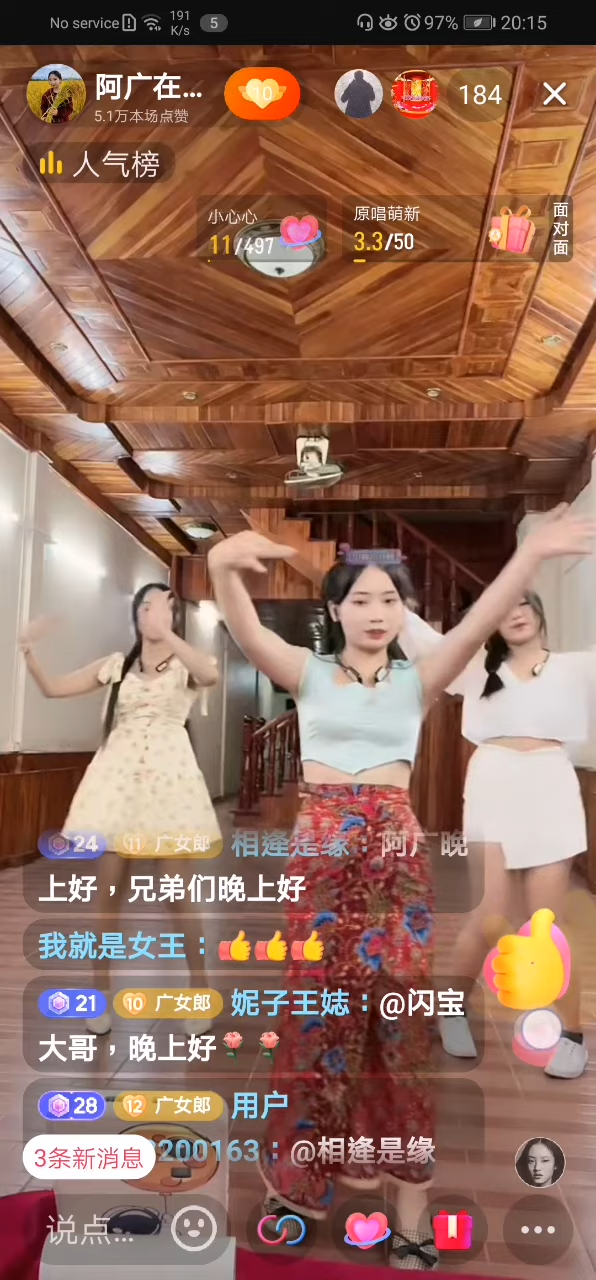 No service
191
K/s
5
97%
20:15
阿广在...
5.1万本场点赞
10
184
人气榜
小心心
11/497
原唱萌新
3.3/50
面对面
24 11 广女郎 相逢是缘：阿广晚
上好，兄弟们晚上好
我就是女王：👍👍👍
21 10 广女郎 妮子王誌：@闪宝
大哥，晚上好🌹🌹
28 12 广女郎 用户
200163：@相逢是缘
3条新消息
说点...